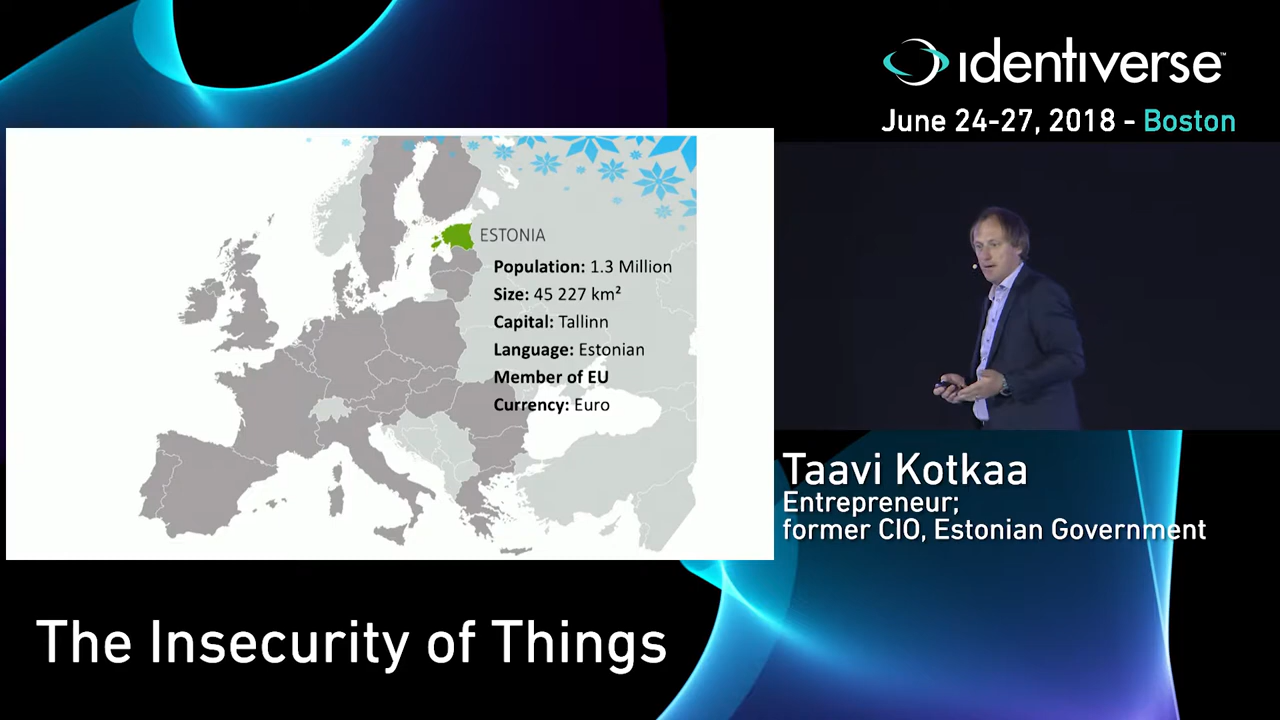 identiverse™
June 24-27, 2018 - Boston
ESTONIA
Population: 1.3 Million
Size: 45 227 km²
Capital: Tallinn
Language: Estonian
Member of EU
Currency: Euro
Taavi Kotkaa
Entrepreneur;
former CIO, Estonian Government
The Insecurity of Things